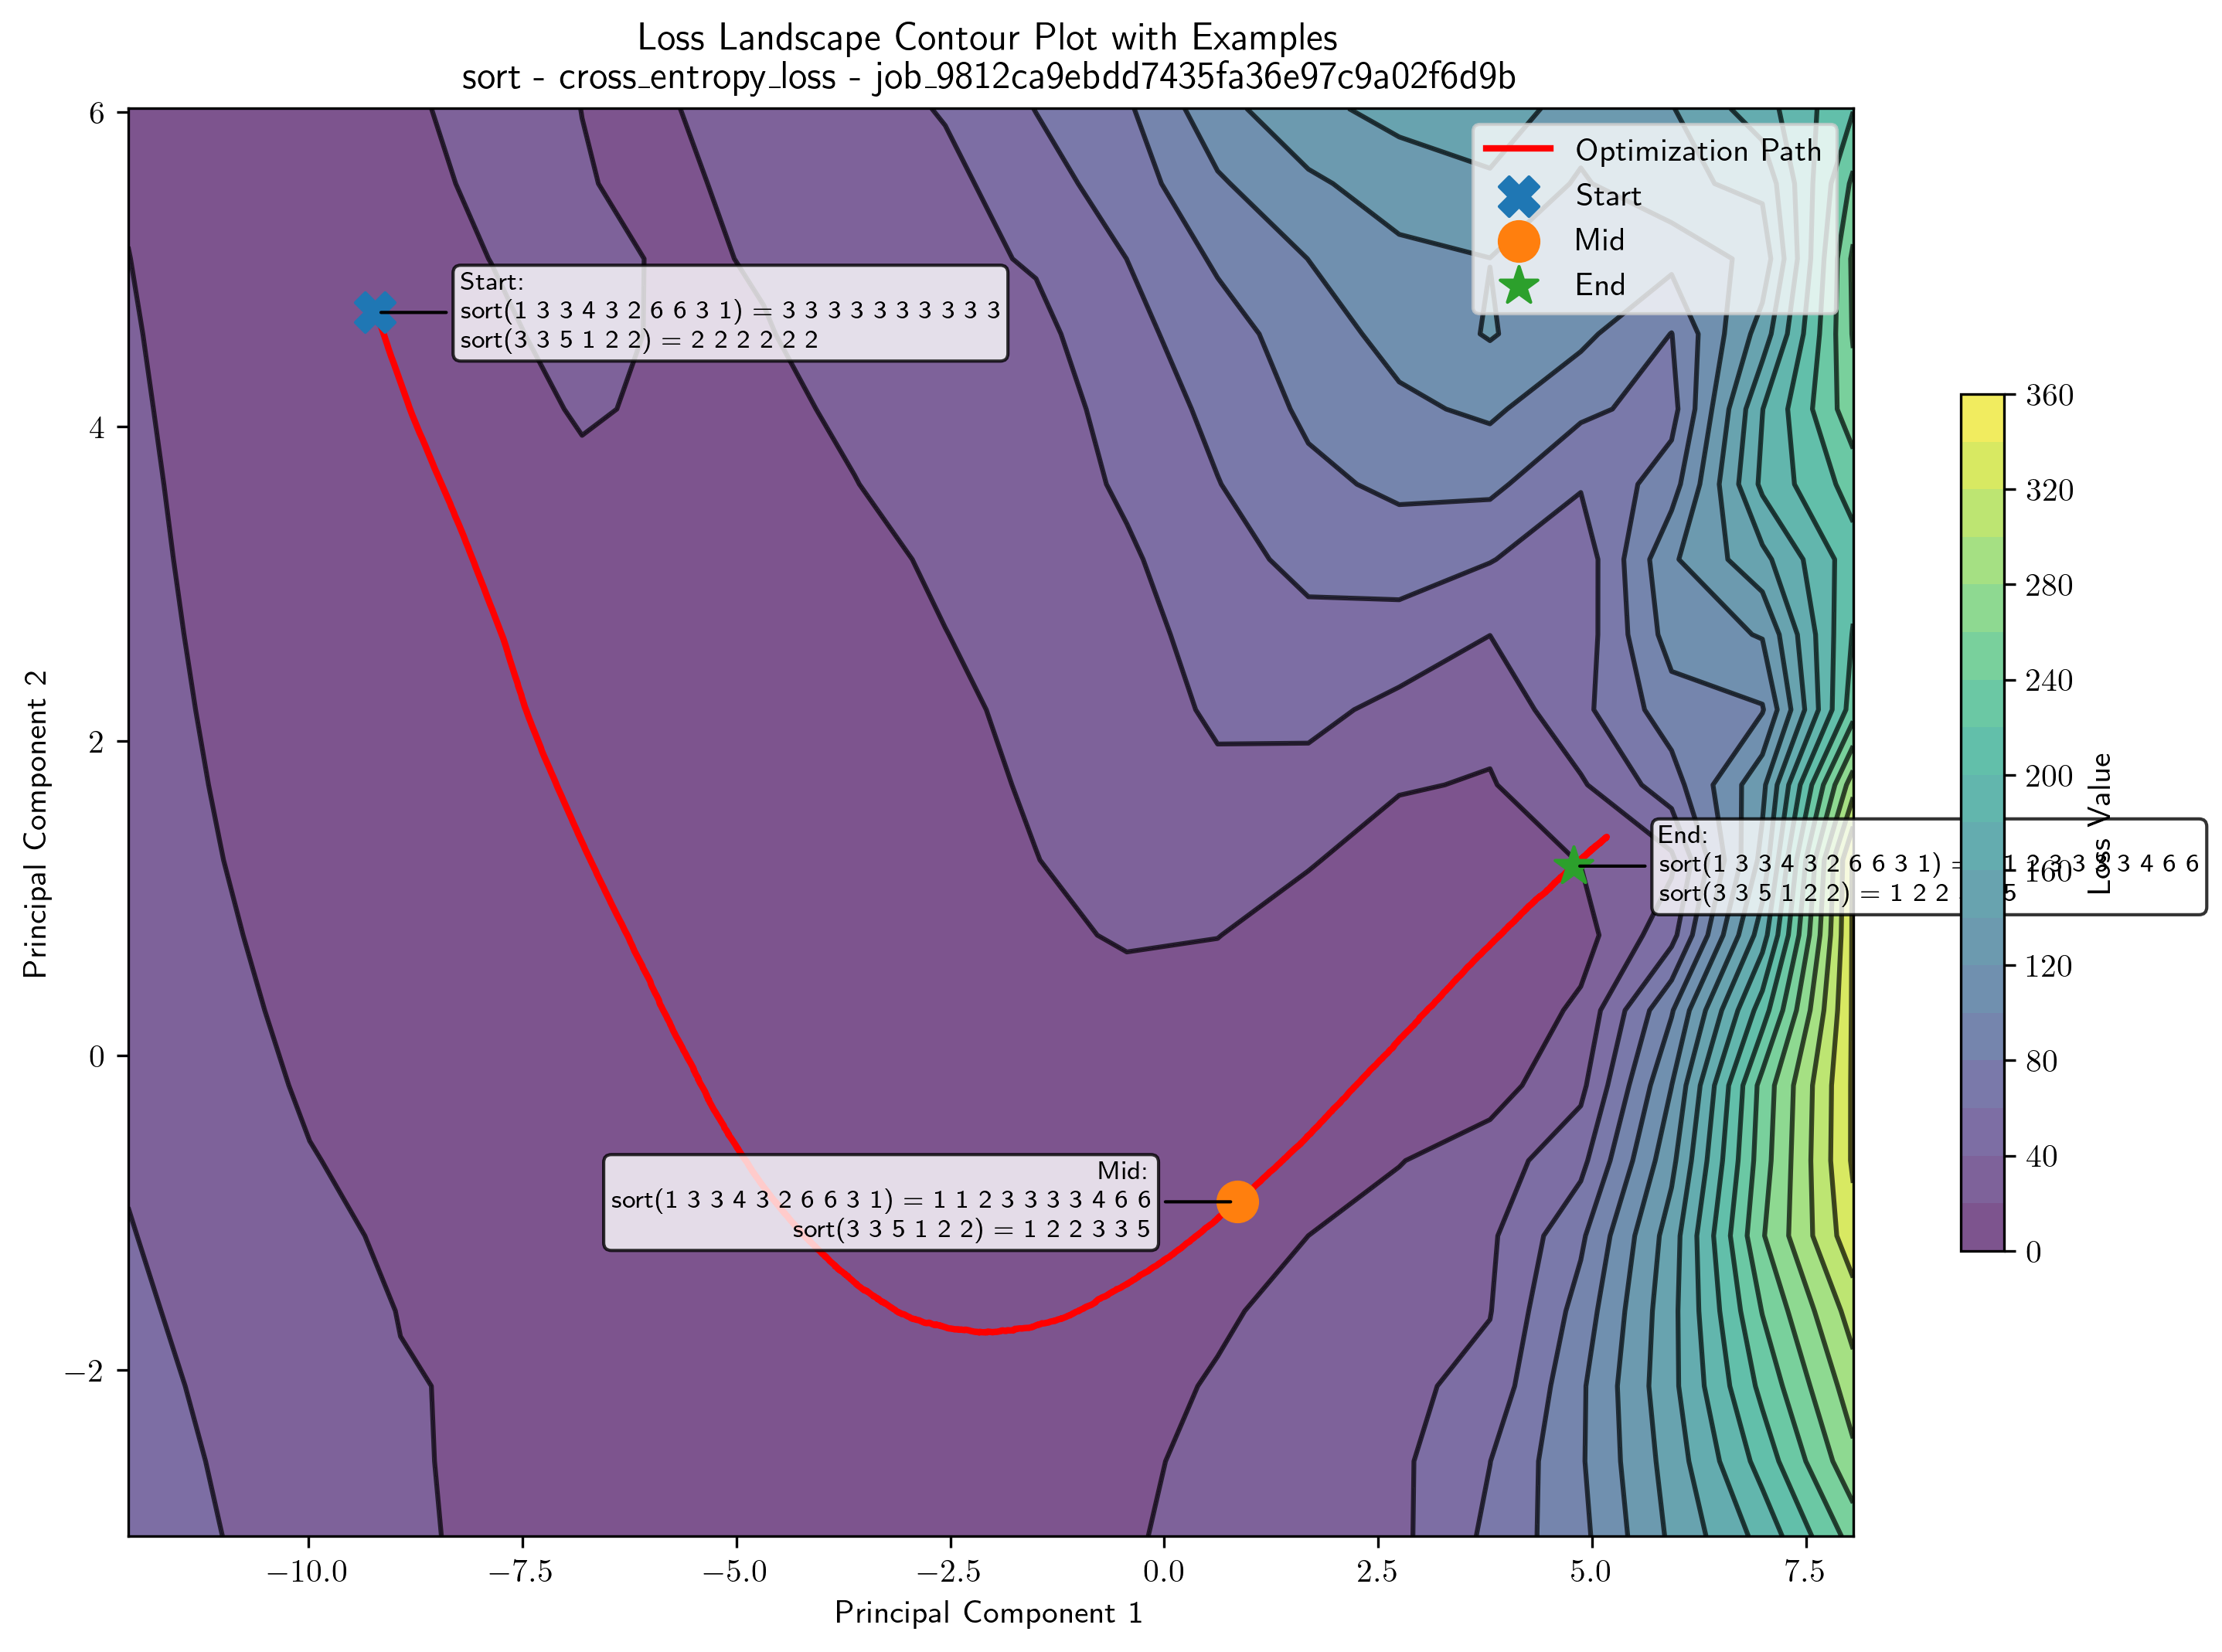 Loss Landscape Contour Plot with Examples
sort - cross_entropy_loss - job_9812ca9ebdd7435fa36e97c9a02f6d9b
Optimization Path
Start
Mid
End
Start:
sort(1 3 3 4 3 2 6 6 3 1) = 3 3 3 3 3 3 3 3 3 3
sort(3 3 5 1 2 2) = 2 2 2 2 2 2
End:
sort(1 3 3 4 3 2 6 6 3 1) = 1 2 3 3 3 3 4 6 6
sort(3 3 5 1 2 2) = 1 2 2 5
Mid:
sort(1 3 3 4 3 2 6 6 3 1) = 1 1 2 3 3 3 3 4 6 6
sort(3 3 5 1 2 2) = 1 2 2 3 3 5
6
4
2
0
−2
Principal Component 2
−10.0
−7.5
−5.0
−2.5
0.0
2.5
5.0
7.5
Principal Component 1
360
320
280
240
200
160
120
80
40
0
Loss Value